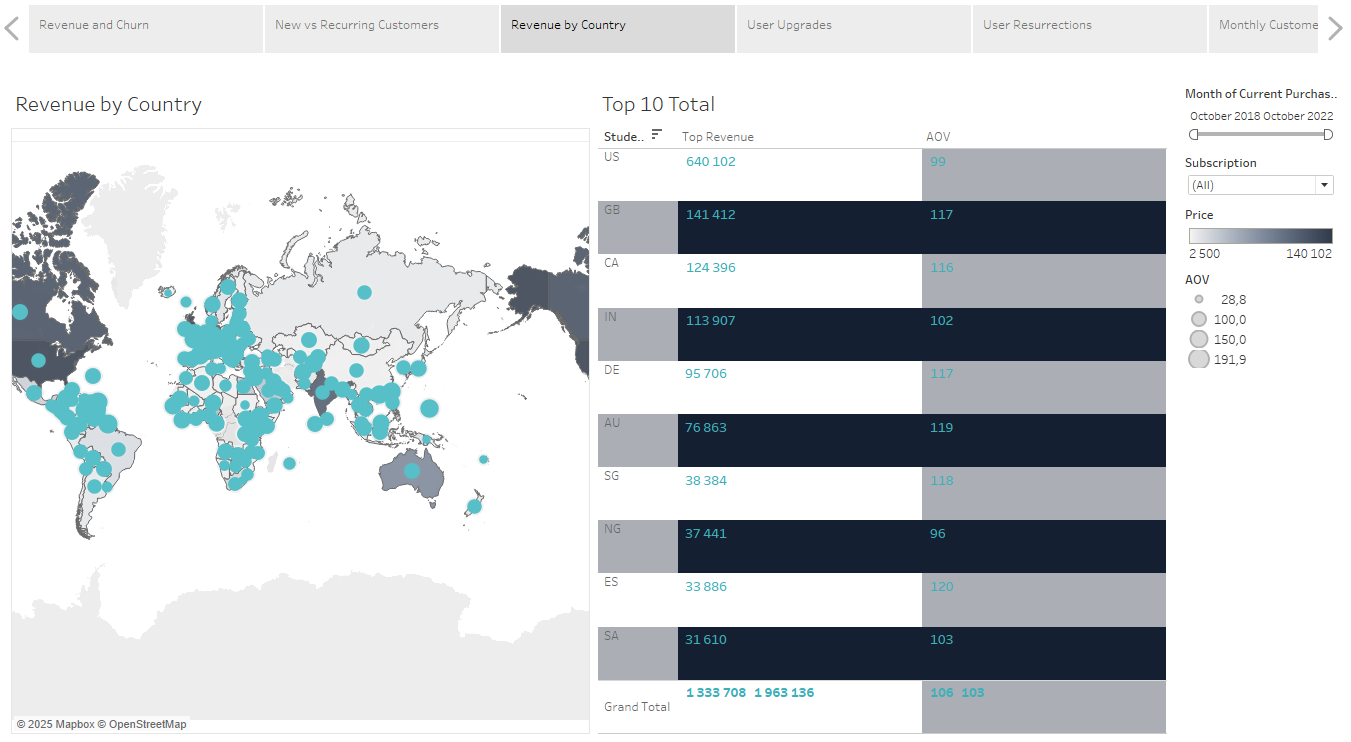 Revenue and Churn
New vs Recurring Customers
Revenue by Country
User Upgrades
User Resurrections
Monthly Custome
Revenue by Country
© 2025 Mapbox © OpenStreetMap
Top 10 Total
Stude.. Top Revenue AOV
US 640 102 99
GB 141 412 117
CA 124 396 116
IN 113 907 102
DE 95 706 117
AU 76 863 119
SG 38 384 118
NG 37 441 96
ES 33 886 120
SA 31 610 103
Grand Total 1 333 708 1 963 136 106 103
Month of Current Purchas..
October 2018 October 2022
Subscription
(All)
Price
2 500 140 102
AOV
28,8
100,0
150,0
191,9